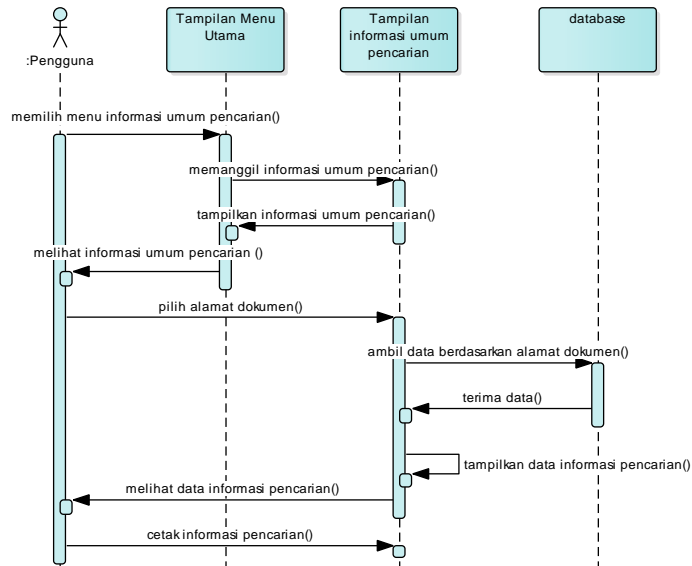 Tampilan Menu
Utama
Tampilan
informasi umum
pencarian
database
:Pengguna
memilih menu informasi umum pencarian()
memanggil informasi umum pencarian()
tampilkan informasi umum pencarian()
melihat informasi umum pencarian ()
pilih alamat dokumen()
ambil data berdasarkan alamat dokumen()
terima data()
tampilkan data informasi pencarian()
melihat data informasi pencarian()
cetak informasi pencarian()